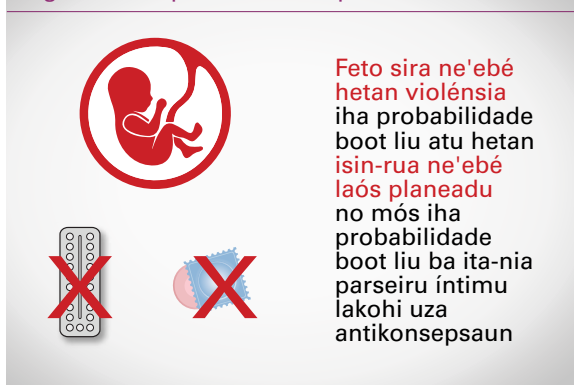 Feto sira ne'ebé
hetan violénsia
iha probabilidade
boot liu atu hetan
isin-rua ne'ebé
laós planeadu
no mós iha
probabilidade
boot liu ba ita-nia
parseiru íntimu
lakohi uza
antikonsepsaun